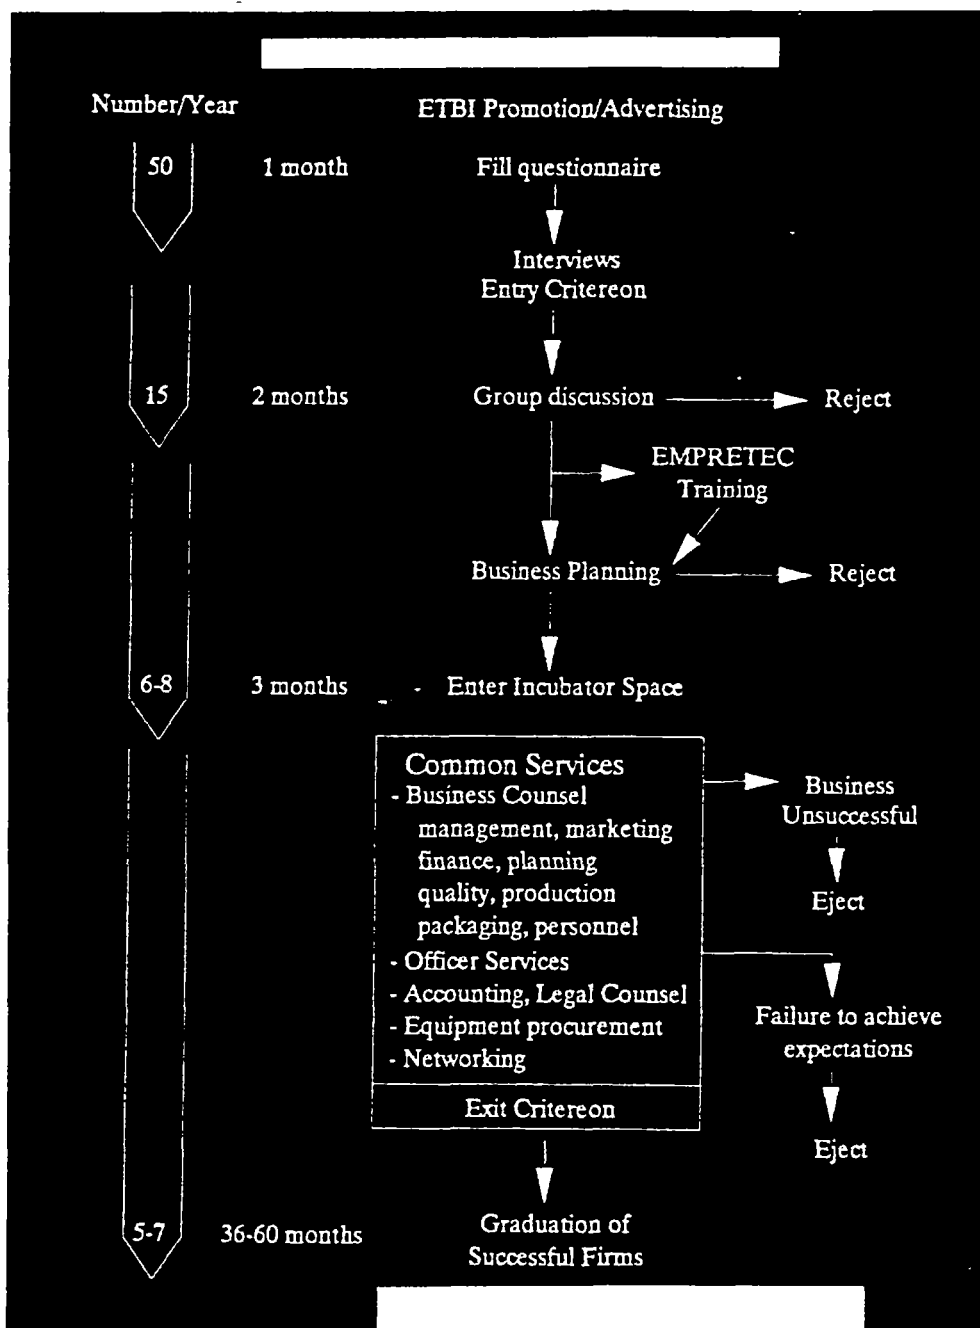 Number/Year
ETBI Promotion/Advertising
50
1 month
Fill questionnaire
Interviews
Entry Critereon
15
2 months
Group discussion
Reject
EMPRETEC
Training
Business Planning
Reject
6-8
3 months
Enter Incubator Space
Common Services
- Business Counsel
management, marketing
finance, planning
quality, production
packaging, personnel
- Officer Services
- Accounting, Legal Counsel
- Equipment procurement
- Networking
Exit Critereon
Business
Unsuccessful
Eject
Failure to achieve
expectations
Eject
5-7
36-60 months
Graduation of
Successful Firms